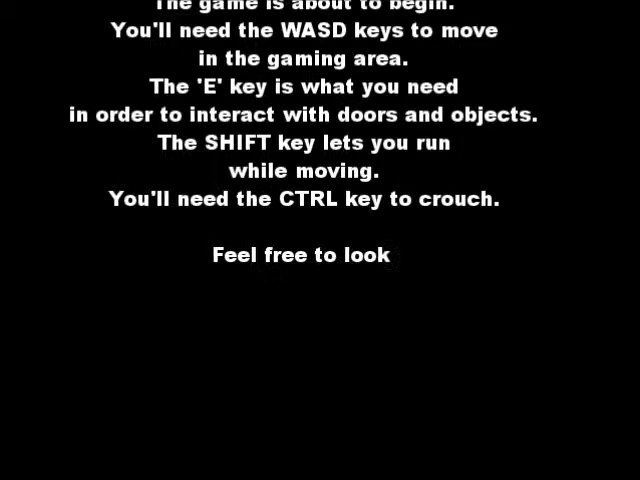 The game is about to begin.
You'll need the WASD keys to move
in the gaming area.
The 'E' key is what you need
in order to interact with doors and objects.
The SHIFT key lets you run
while moving.
You'll need the CTRL key to crouch.
Feel free to look